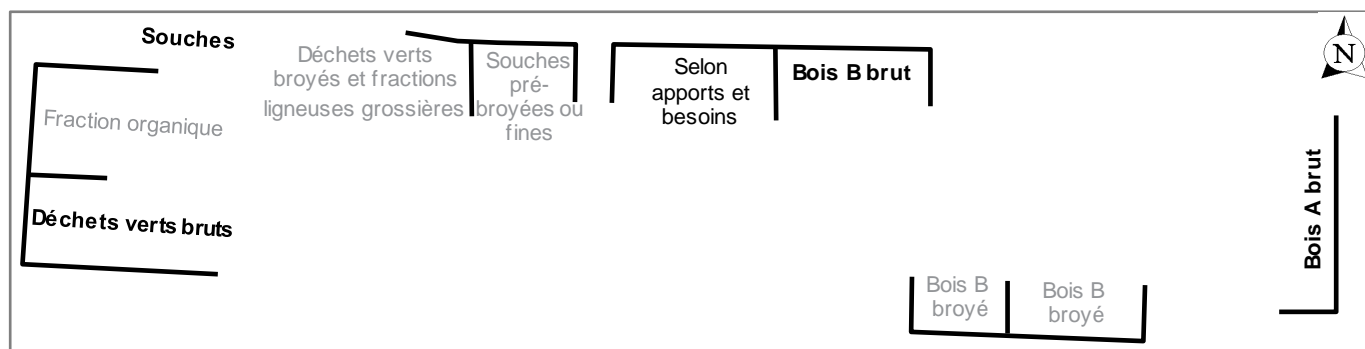 Souches
Déchets verts
broyés et fractions
ligneuses grossières
Souches
pré-
broyées ou
fines
Selon
apports et
besoins
Bois B brut
N
Fraction organique
Déchets verts bruts
Bois A brut
Bois B
broyé
Bois B
broyé